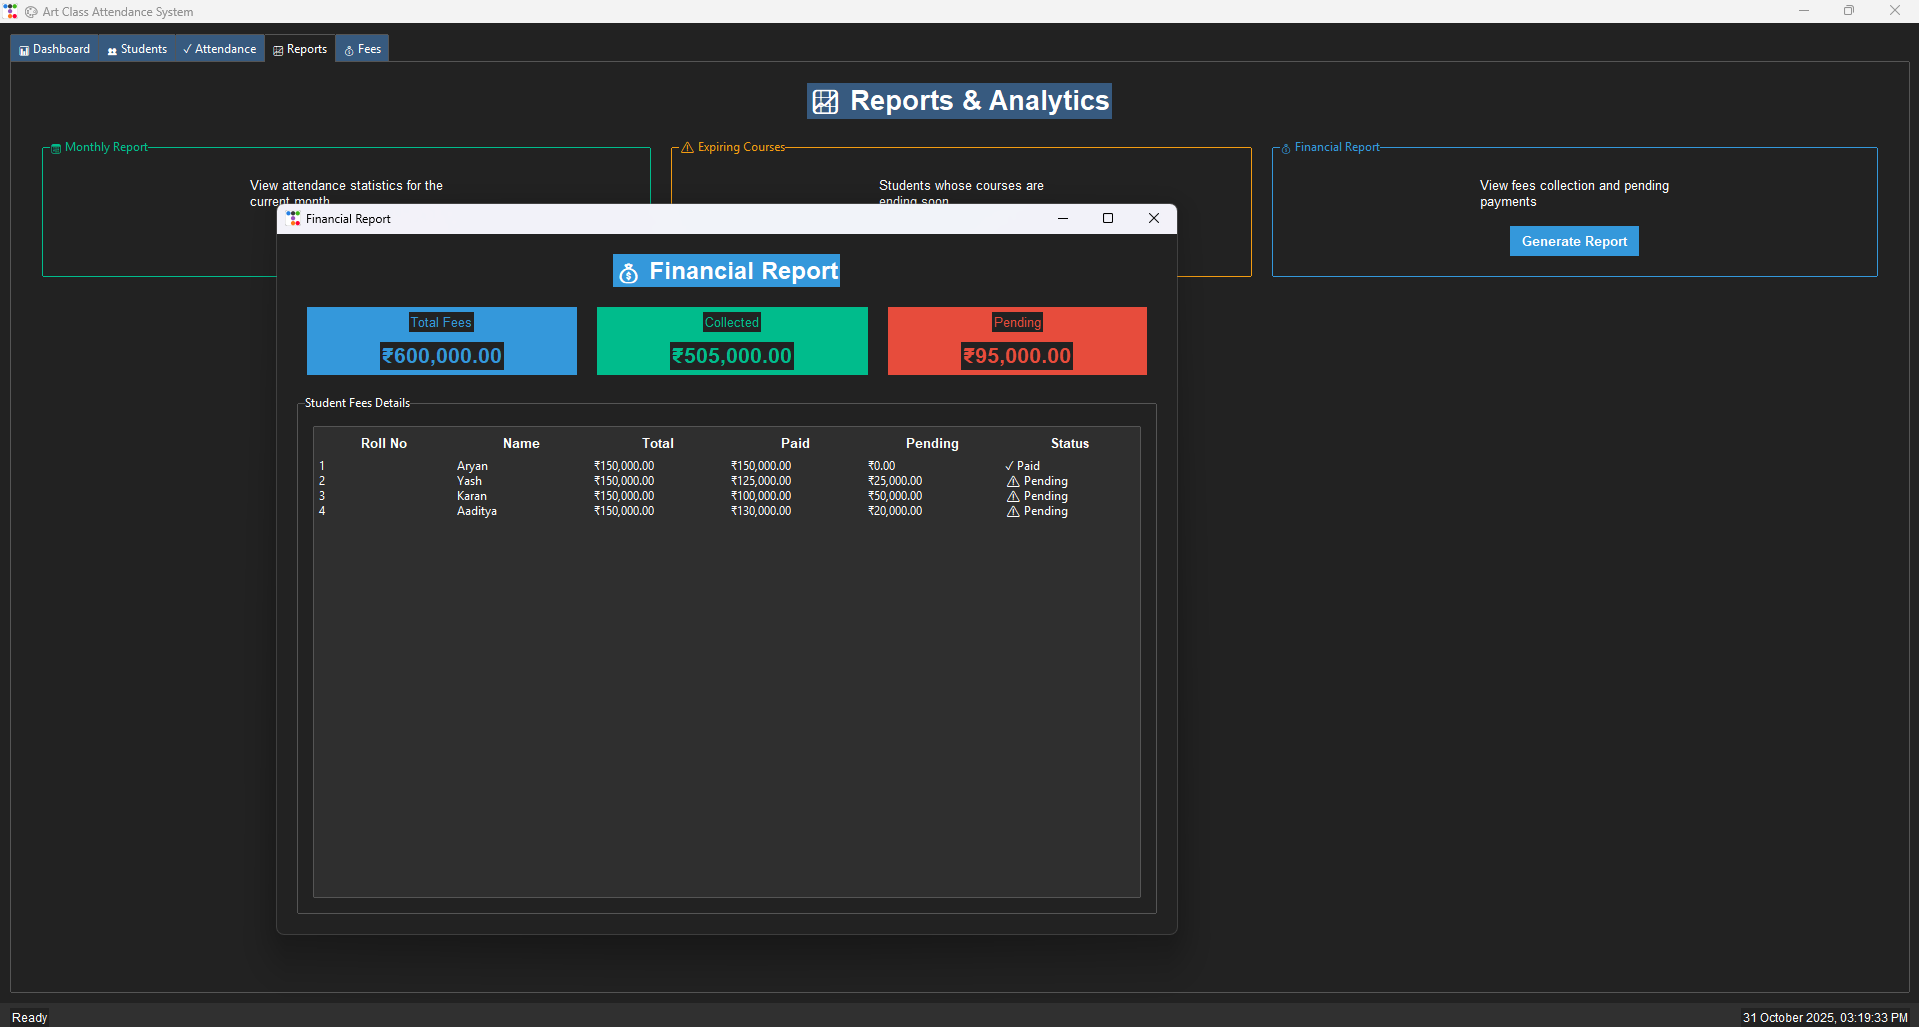 Art Class Attendance System
Dashboard
Students
✓ Attendance
Reports
Fees
Reports & Analytics
Monthly Report
View attendance statistics for the
current month
⚠ Expiring Courses
Students whose courses are
ending soon
Financial Report
View fees collection and pending
payments
Generate Report
Financial Report
Financial Report
Total Fees
₹600,000.00
Collected
₹505,000.00
Pending
₹95,000.00
Student Fees Details
Roll No Name Total Paid Pending Status
1 Aryan ₹150,000.00 ₹150,000.00 ₹0.00 ✓ Paid
2 Yash ₹150,000.00 ₹125,000.00 ₹25,000.00 ⚠ Pending
3 Karan ₹150,000.00 ₹100,000.00 ₹50,000.00 ⚠ Pending
4 Aaditya ₹150,000.00 ₹130,000.00 ₹20,000.00 ⚠ Pending
Ready
31 October 2025, 03:19:33 PM